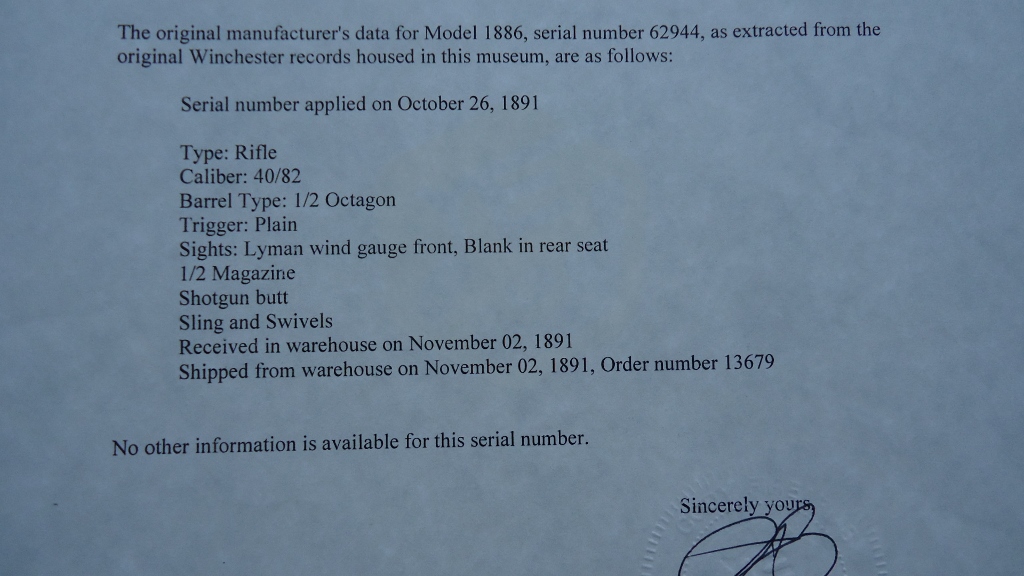 The original manufacturer's data for Model 1886, serial number 62944, as extracted from the
original Winchester records housed in this museum, are as follows:
Serial number applied on October 26, 1891
Type: Rifle
Caliber: 40/82
Barrel Type: 1/2 Octagon
Trigger: Plain
Sights: Lyman wind gauge front, Blank in rear seat
1/2 Magazine
Shotgun butt
Sling and Swivels
Received in warehouse on November 02, 1891
Shipped from warehouse on November 02, 1891, Order number 13679
No other information is available for this serial number.
Sincerely yours,